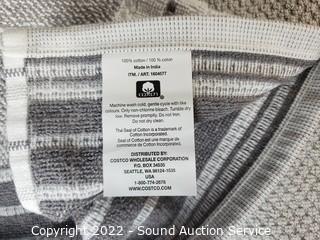 100% cotton / 100 % coton
Made in India
ITM. / ART. 1604677
COTTON
Machine wash cold, gentle cycle with like
colours. Only non-chlorine bleach. Tumble dry
low. Remove promptly. Do not iron.
Do not dry clean.
The Seal of Cotton is a trademark of
Cotton Incorporated.
Cotton est une marque
de commerce de Cotton Incorporated.
DISTRIBUTED BY:
COSTCO WHOLESALE CORPORATION
P.O. BOX 34535
SEATTLE, WA 98124-1535
USA
1-800-774-2678
WWW.COSTCO.COM
Copyright 2022 - Sound Auction Service